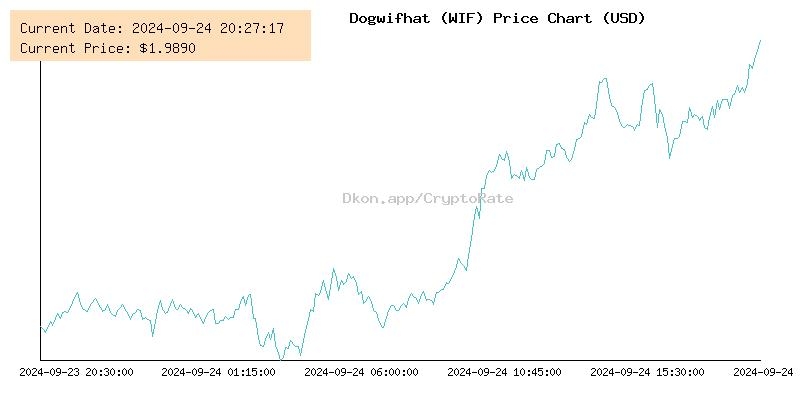 Dogwifhat (WIF) Price Chart (USD)
Current Date: 2024-09-24 20:27:17
Current Price: $1.9890
Dkon.app/CryptoRate
2024-09-23 20:30:00 2024-09-24 01:15:00 2024-09-24 06:00:00 2024-09-24 10:45:00 2024-09-24 15:30:00 2024-09-24